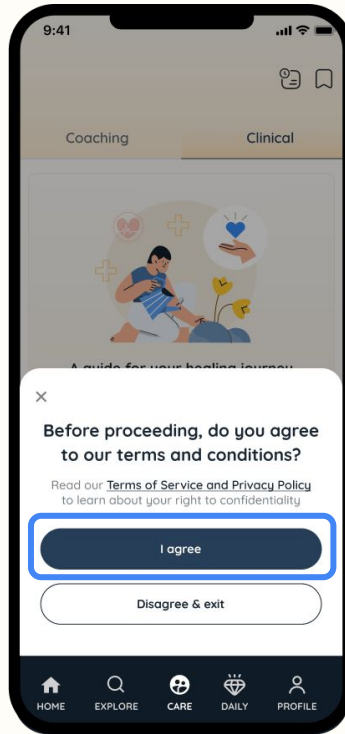 9:41
Coaching
Clinical
A guide for your healing journey
Before proceeding, do you agree
to our terms and conditions?
Read our Terms of Service and Privacy Policy
to learn about your right to confidentiality
I agree
Disagree & exit
HOME
EXPLORE
CARE
DAILY
PROFILE